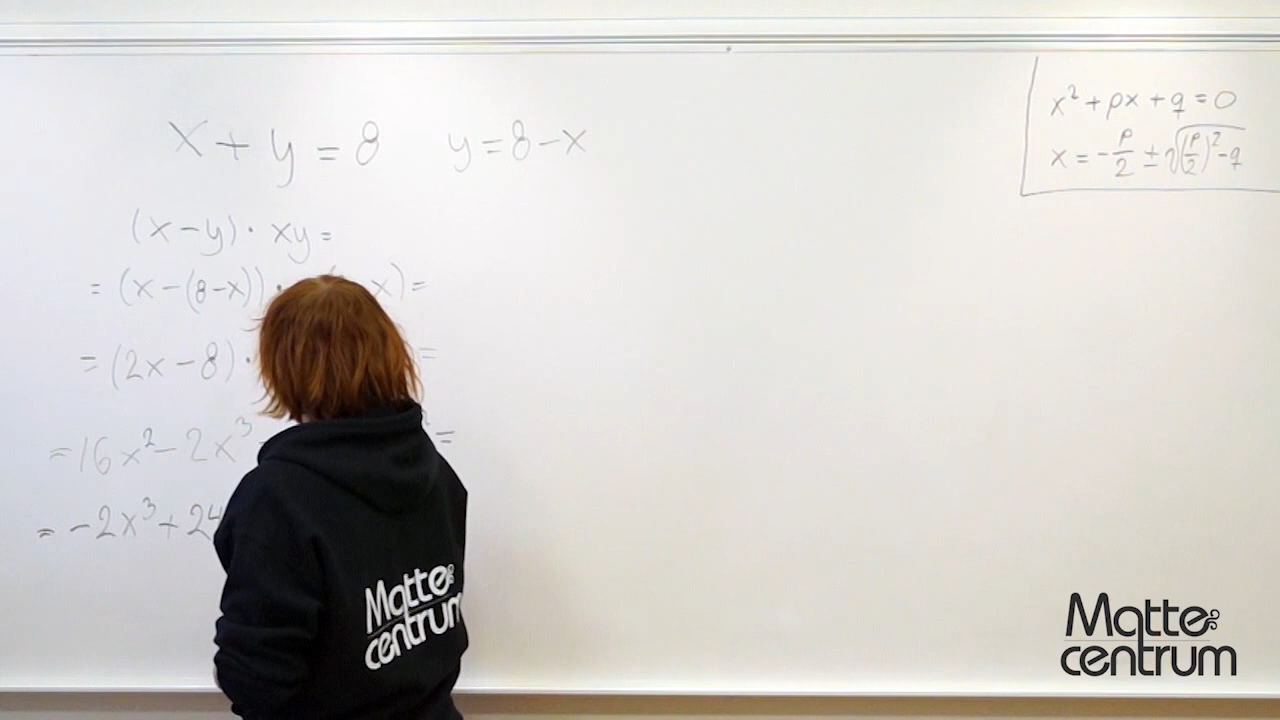 x + y = 8 y = 8 - x
(x - y) · xy =
= (x - (8 - x)) · x) =
= (2x - 8) · =
= 16x² - 2x³ =
= -2x³ + 24
x² + px + q = 0
x = -p/2 ± √((p/2)² - q)
Matte
centrum
Matte
centrum